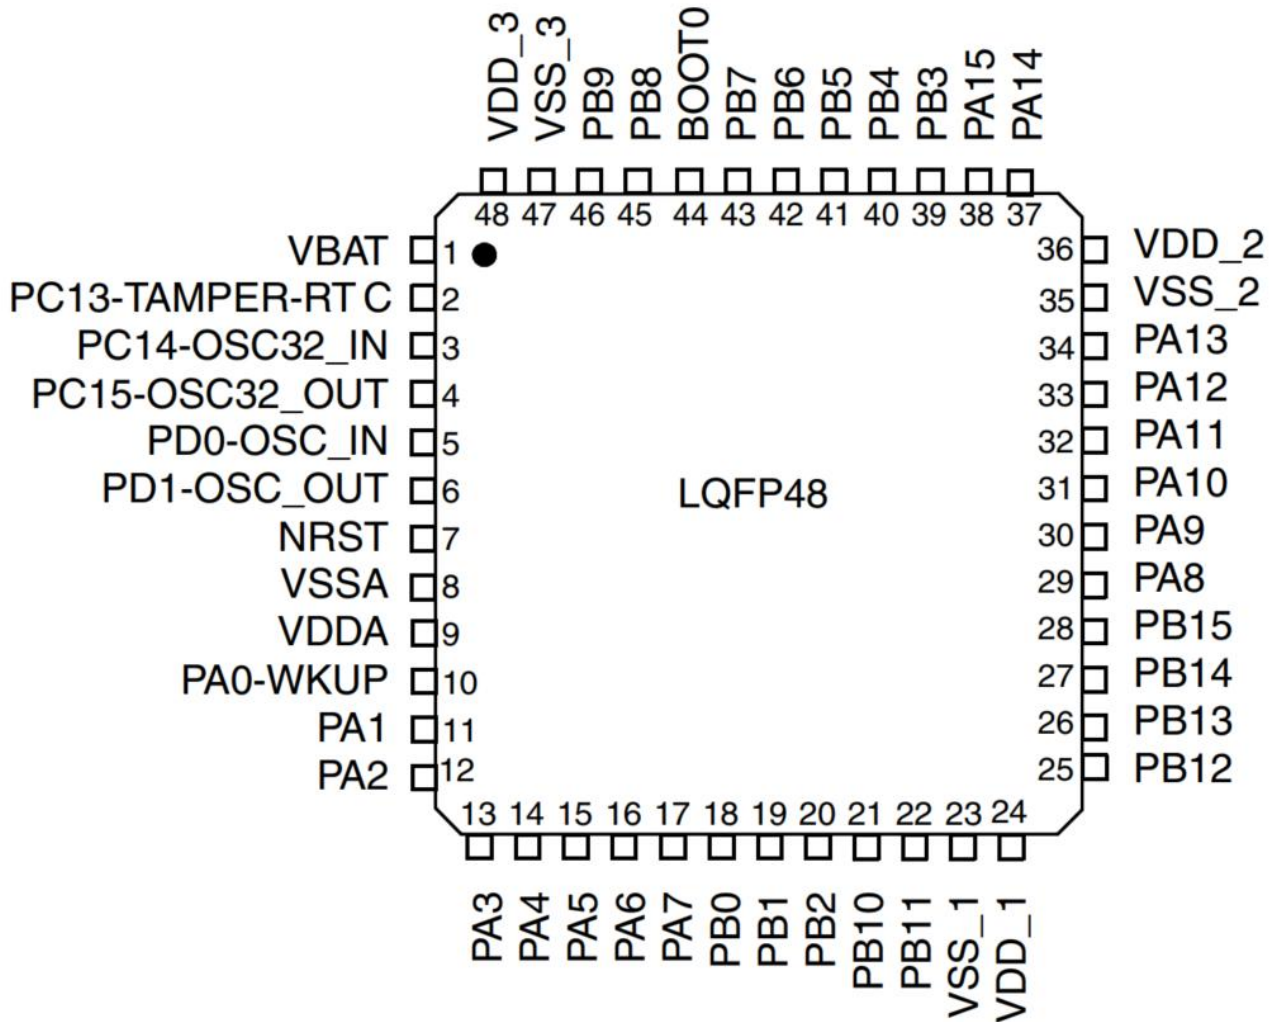 VDD_3
VSS_3
PB9
PB8
BOOT0
PB7
PB6
PB5
PB4
PB3
PA15
PA14
48 47 46 45 44 43 42 41 40 39 38 37
VBAT 1
PC13-TAMPER-RTC 2
PC14-OSC32_IN 3
PC15-OSC32_OUT 4
PD0-OSC_IN 5
PD1-OSC_OUT 6
NRST 7
VSSA 8
VDDA 9
PA0-WKUP 10
PA1 11
PA2 12
LQFP48
36 VDD_2
35 VSS_2
34 PA13
33 PA12
32 PA11
31 PA10
30 PA9
29 PA8
28 PB15
27 PB14
26 PB13
25 PB12
13 14 15 16 17 18 19 20 21 22 23 24
PA3
PA4
PA5
PA6
PA7
PB0
PB1
PB2
PB10
PB11
VSS_1
VDD_1